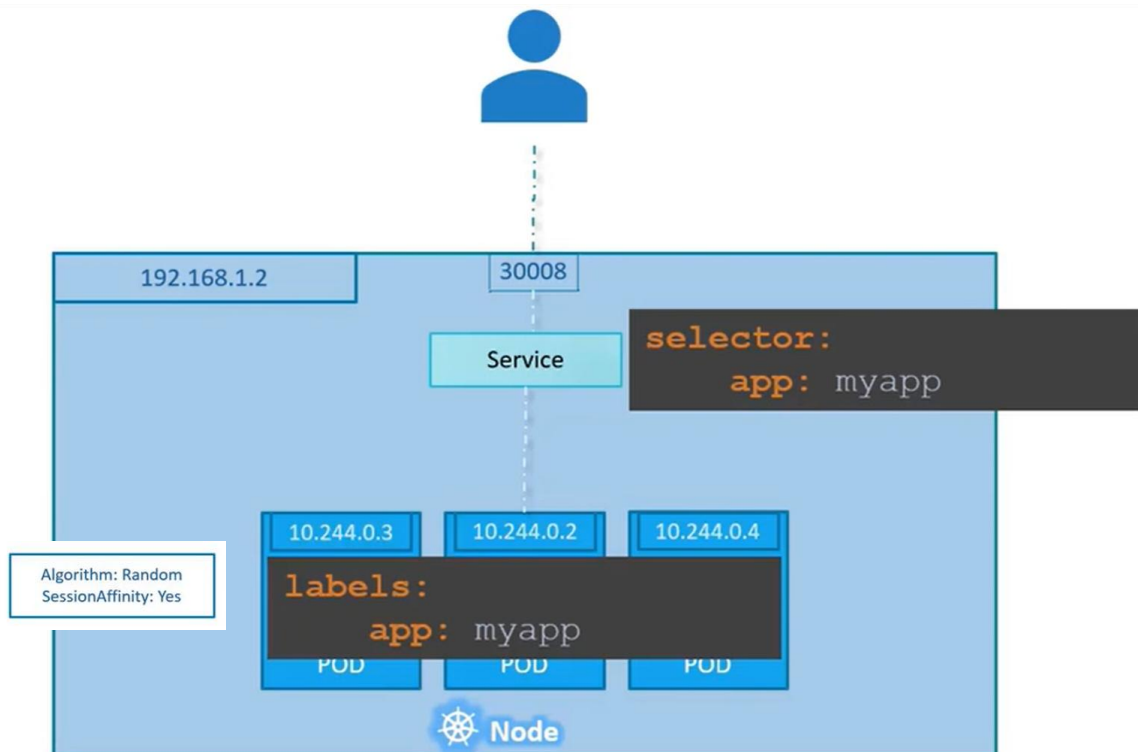 192.168.1.2
30008
Service
selector:
app: myapp
10.244.0.3
10.244.0.2
10.244.0.4
Algorithm: Random
SessionAffinity: Yes
labels:
app: myapp
POD
POD
POD
Node